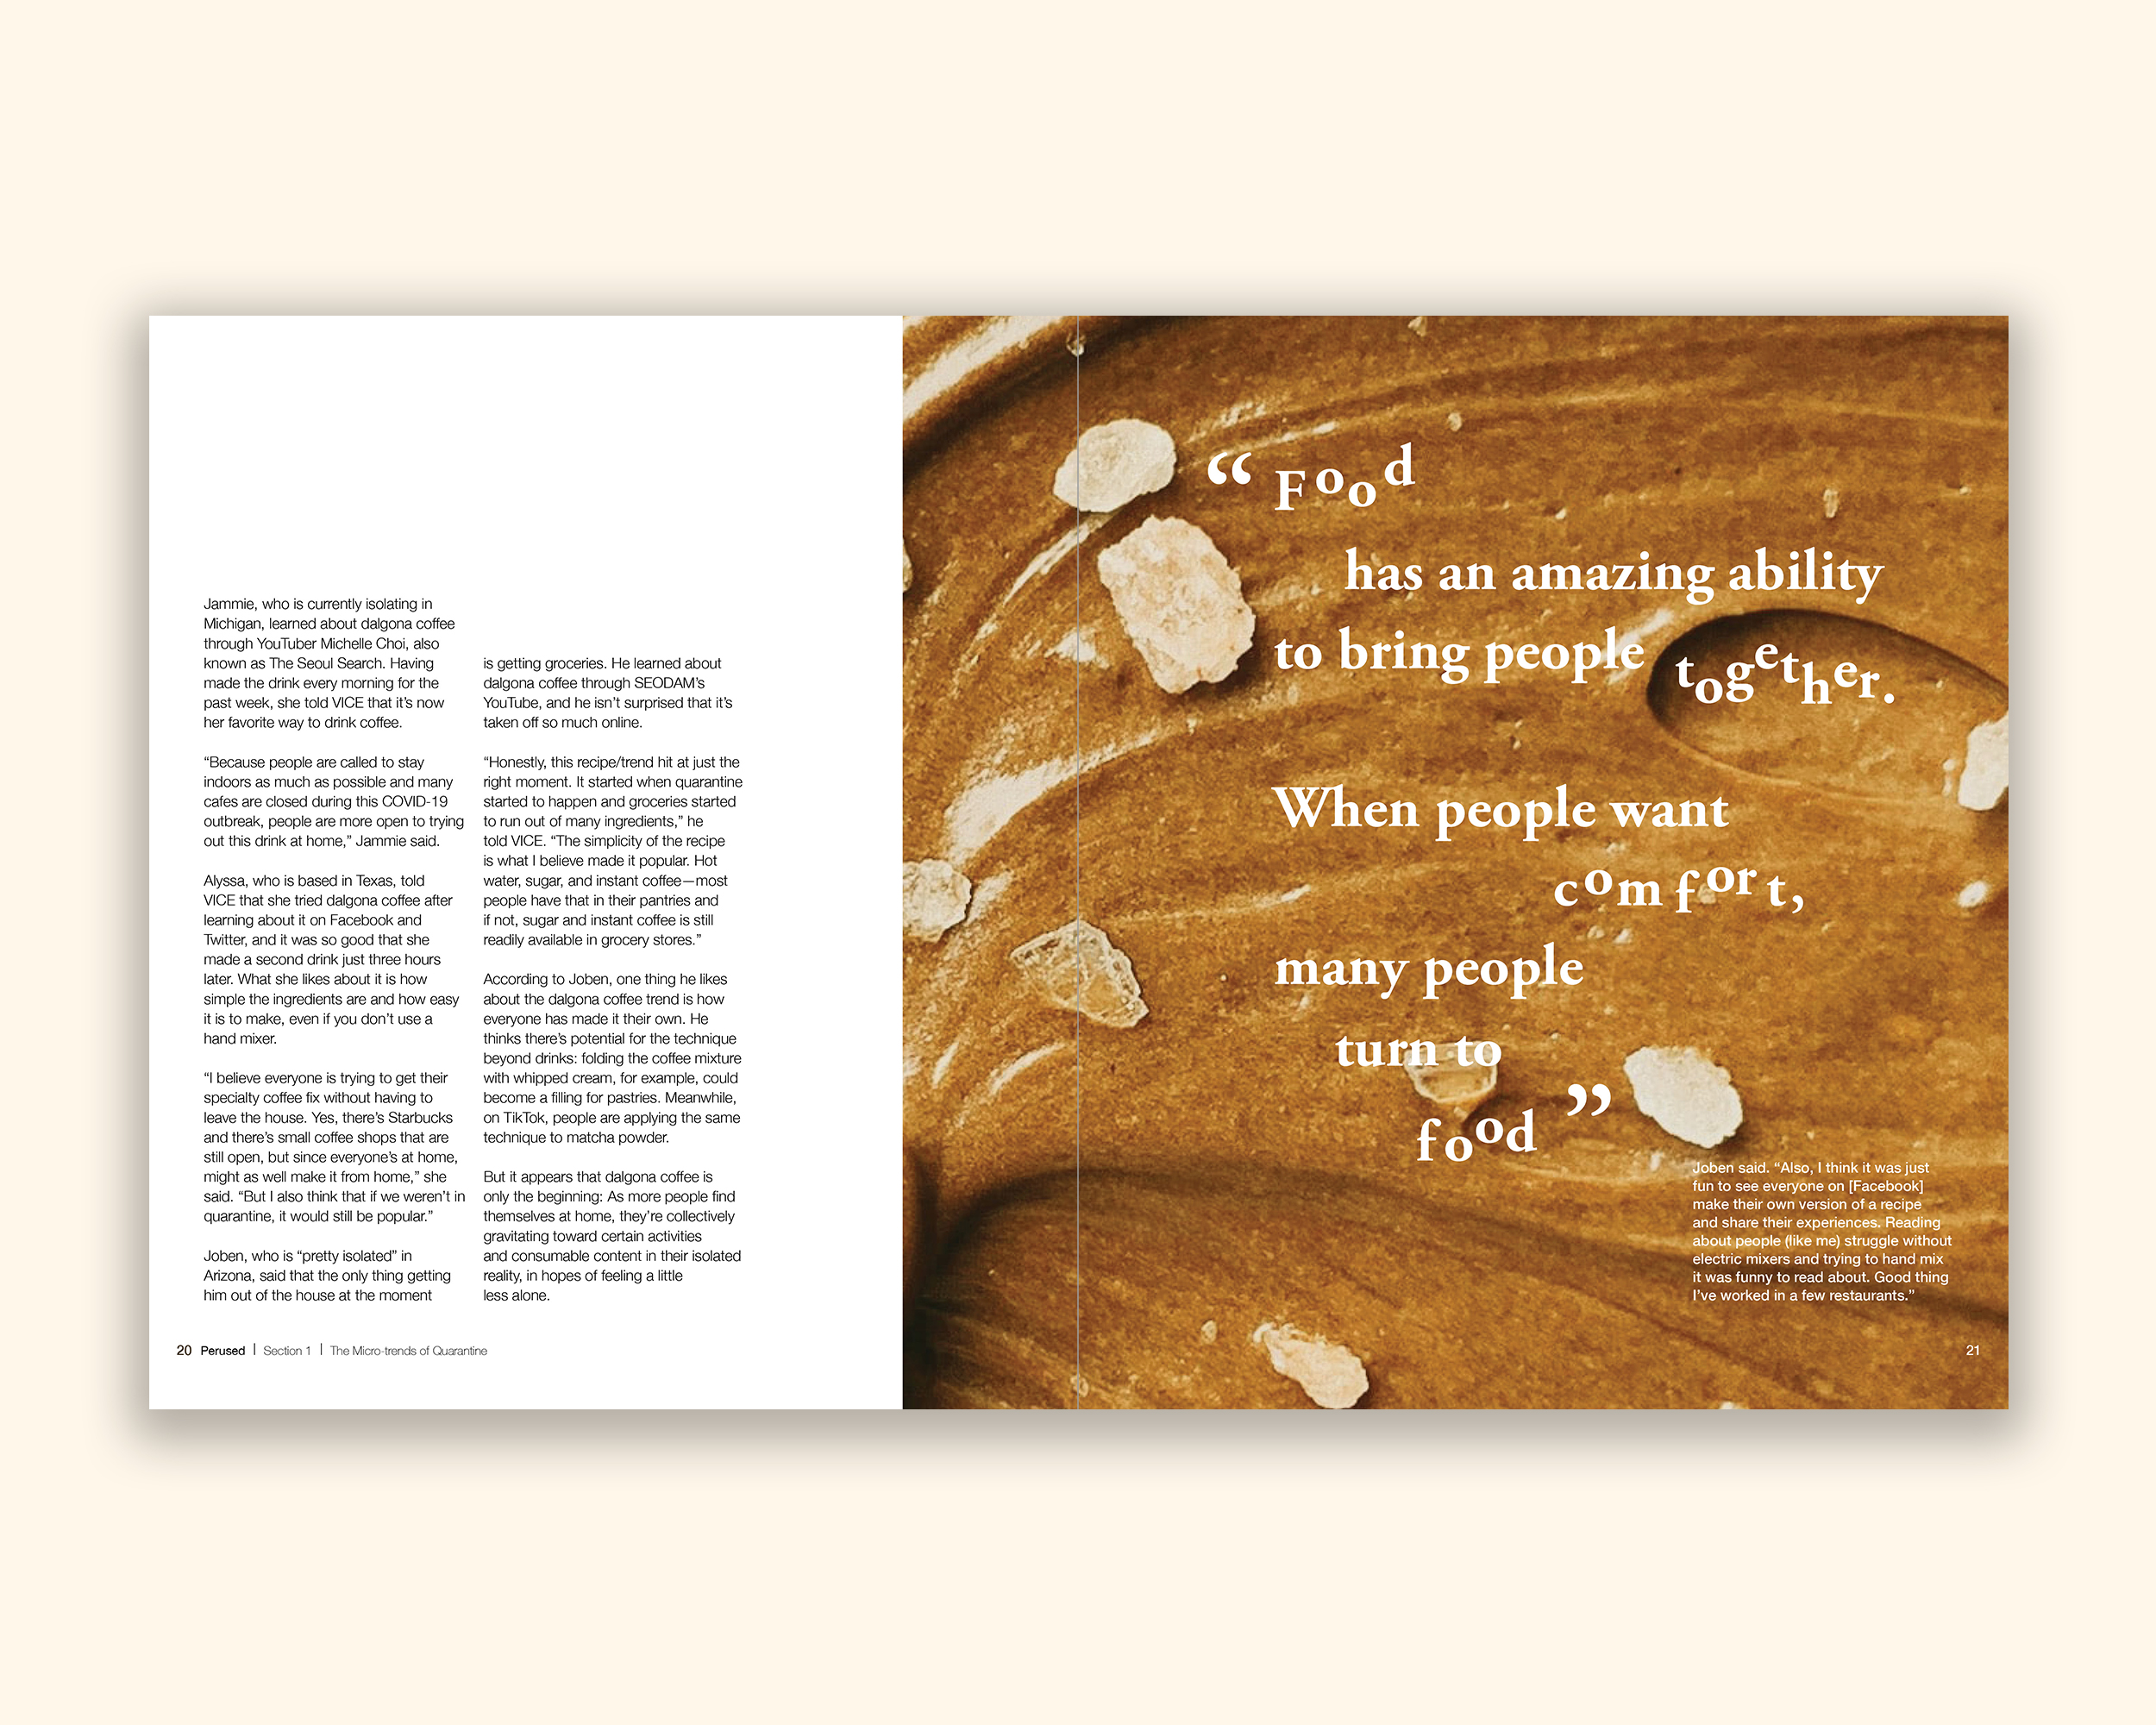 Jammie, who is currently isolating in
Michigan, learned about dalgona coffee
through YouTuber Michelle Choi, also
known as The Seoul Search. Having
made the drink every morning for the
past week, she told VICE that it’s now
her favorite way to drink coffee.
“Because people are called to stay
indoors as much as possible and many
cafes are closed during this COVID-19
outbreak, people are more open to trying
out this drink at home,” Jammie said.
Alyssa, who is based in Texas, told
VICE that she tried dalgona coffee after
learning about it on Facebook and
Twitter, and it was so good that she
made a second drink just three hours
later. What she likes about it is how
simple the ingredients are and how easy
it is to make, even if you don’t use a
hand mixer.
“I believe everyone is trying to get their
specialty coffee fix without having to
leave the house. Yes, there’s Starbucks
and there’s small coffee shops that are
still open, but since everyone’s at home,
might as well make it from home,” she
said. “But I also think that if we weren’t in
quarantine, it would still be popular.”
Joben, who is “pretty isolated” in
Arizona, said that the only thing getting
him out of the house at the moment
is getting groceries. He learned about
dalgona coffee through SEODAM’s
YouTube, and he isn’t surprised that it’s
taken off so much online.
“Honestly, this recipe/trend hit at just the
right moment. It started when quarantine
started to happen and groceries started
to run out of many ingredients,” he
told VICE. “The simplicity of the recipe
is what I believe made it popular. Hot
water, sugar, and instant coffee—most
people have that in their pantries and
if not, sugar and instant coffee is still
readily available in grocery stores.”
According to Joben, one thing he likes
about the dalgona coffee trend is how
everyone has made it their own. He
thinks there’s potential for the technique
beyond drinks: folding the coffee mixture
with whipped cream, for example, could
become a filling for pastries. Meanwhile,
on TikTok, people are applying the same
technique to matcha powder.
But it appears that dalgona coffee is
only the beginning: As more people find
themselves at home, they’re collectively
gravitating toward certain activities
and consumable content in their isolated
reality, in hopes of feeling a little
less alone.
20 Perused | Section 1 | The Micro-trends of Quarantine
“ Food
has an amazing ability
to bring people together.
When people want
comfort,
many people
turn to
food ”
Joben said. “Also, I think it was just
fun to see everyone on [Facebook]
make their own version of a recipe
and share their experiences. Reading
about people (like me) struggle without
electric mixers and trying to hand mix
it was funny to read about. Good thing
I’ve worked in a few restaurants.”
21